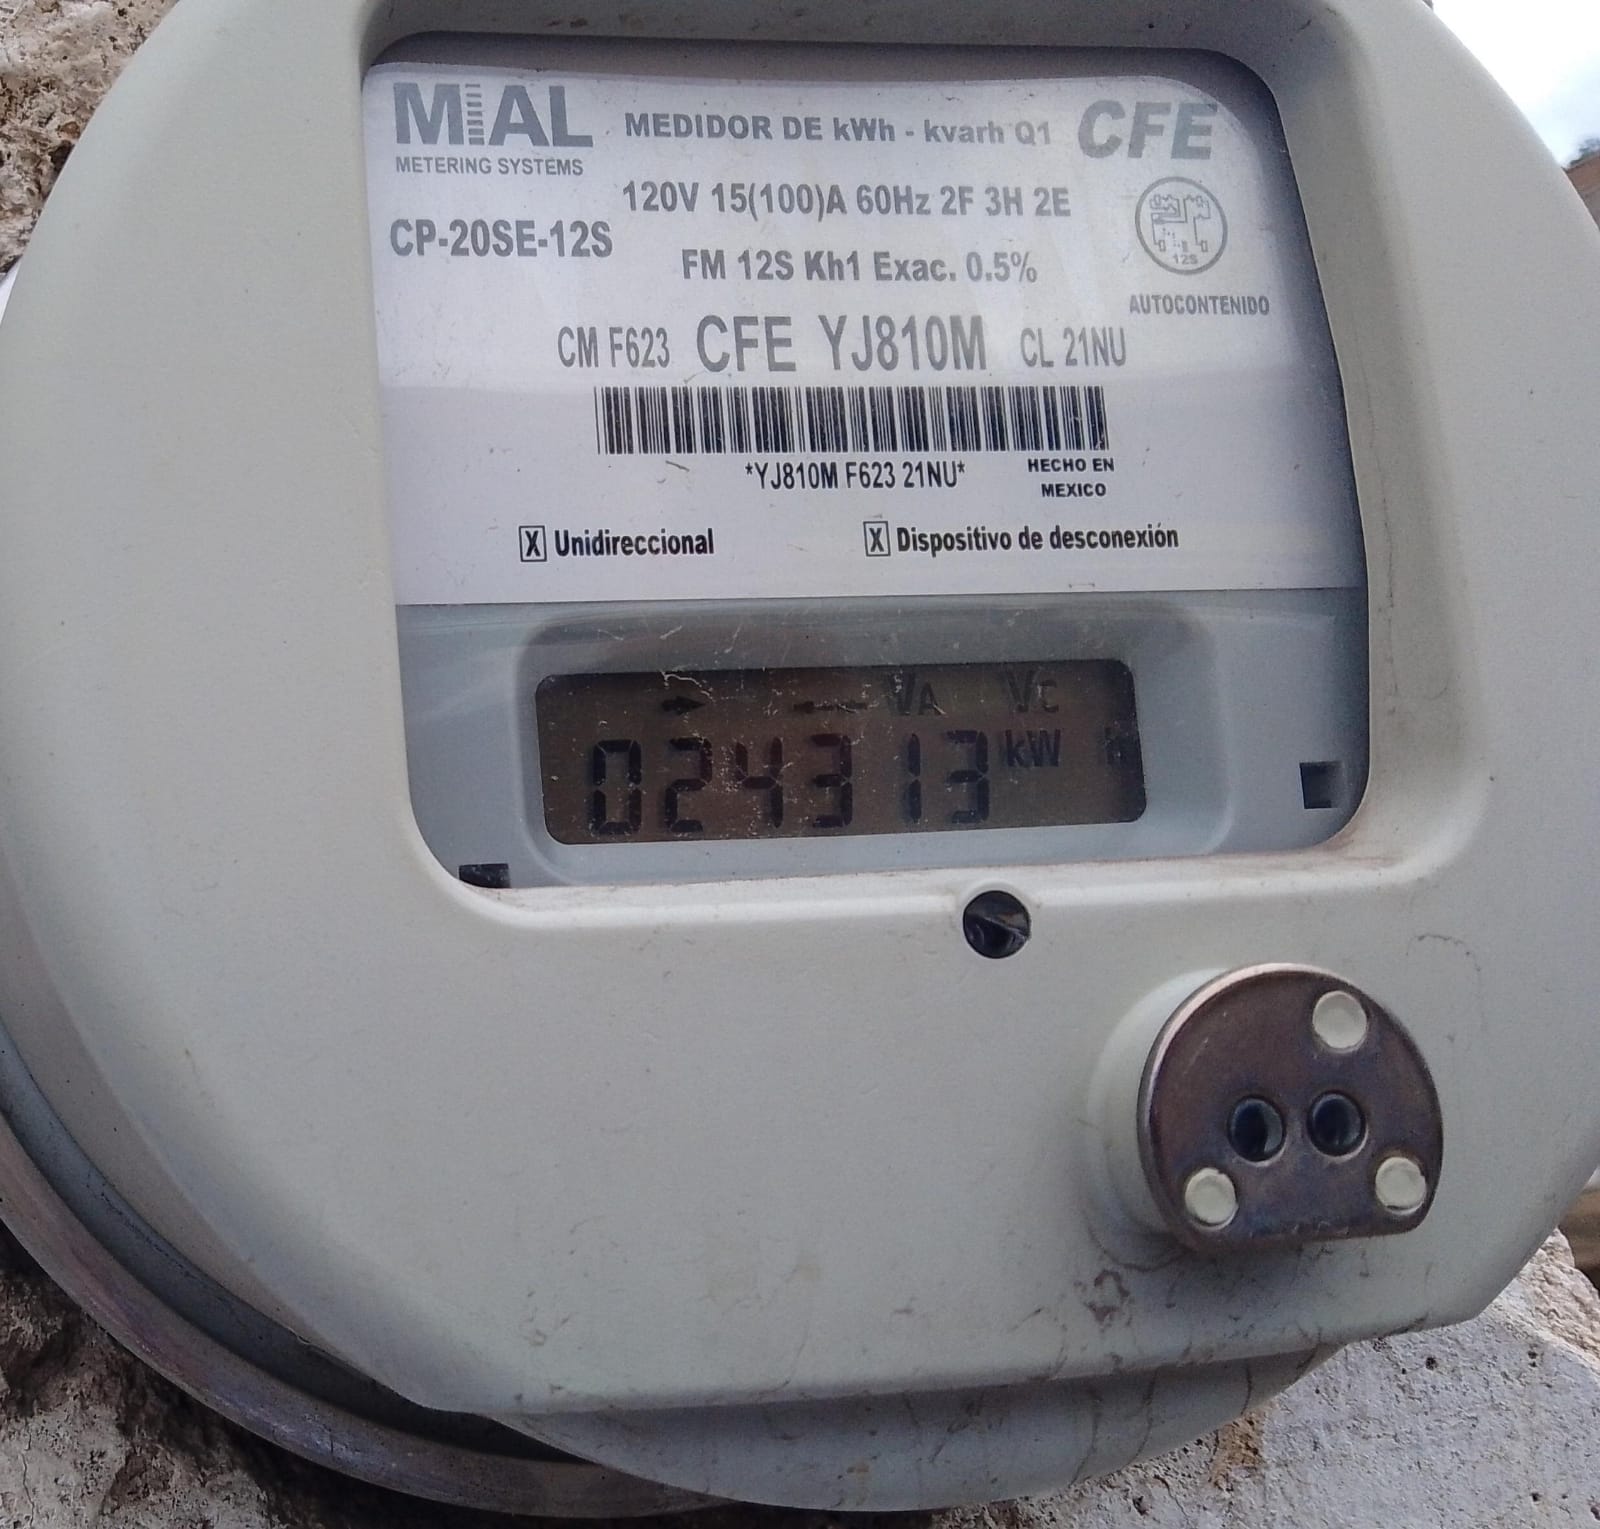 MIAL MEDIDOR DE kWh - kvarh Q1 CFE
METERING SYSTEMS
120V 15(100)A 60Hz 2F 3H 2E
CP-20SE-12S
FM 12S Kh1 Exac. 0.5%
12S
AUTOCONTENIDO
CM F623 CFE YJ810M CL 21NU
*YJ810M F623 21NU*
HECHO EN
MEXICO
X Unidireccional
X Dispositivo de desconexión
VA VC
024313 kW